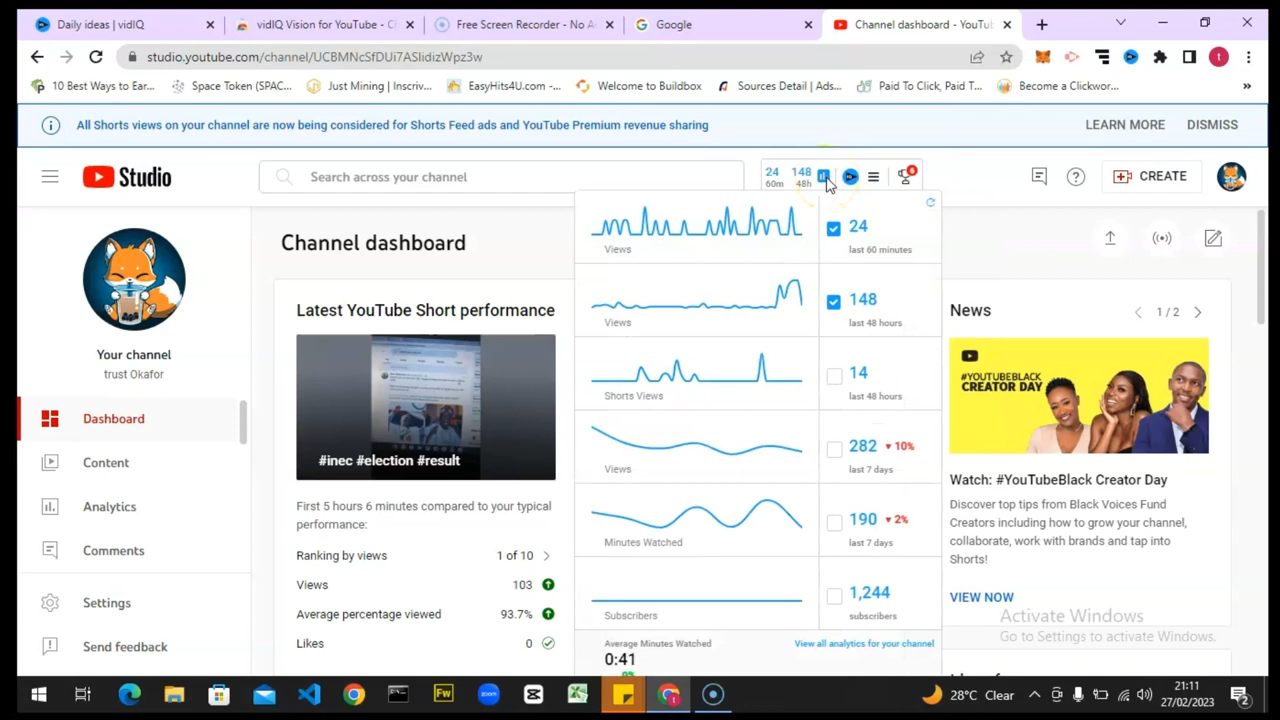 Daily ideas | vidIQ
vidIQ Vision for YouTube - C
Free Screen Recorder - No A
Google
Channel dashboard - YouTu
studio.youtube.com/channel/UCBMNcSfDUi7ASIidizWpz3w
t
10 Best Ways to Ear...
Space Token (SPAC...
Just Mining | Inscriv...
EasyHits4U.com -...
Welcome to Buildbox
Sources Detail | Ads...
Paid To Click, Paid T...
Become a Clickwor...
»
All Shorts views on your channel are now being considered for Shorts Feed ads and YouTube Premium revenue sharing
LEARN MORE
DISMISS
Studio
Search across your channel
24
60m
148
48h
6
CREATE
Your channel
trust Okafor
Dashboard
Content
Analytics
Comments
Settings
Send feedback
Channel dashboard
Latest YouTube Short performance
#inec #election #result
First 5 hours 6 minutes compared to your typical
performance:
Ranking by views
1 of 10
Views
103
Average percentage viewed
93.7%
Likes
0
Views
24
last 60 minutes
Views
148
last 48 hours
Shorts Views
14
last 48 hours
Views
282 10%
last 7 days
Minutes Watched
190 2%
last 7 days
Subscribers
1,244
subscribers
Average Minutes Watched
View all analytics for your channel
0:41
News
1 / 2
#YOUTUBEBLACK
CREATOR DAY
Watch: #YouTubeBlack Creator Day
Discover top tips from Black Voices Fund
Creators including how to grow your channel,
collaborate, work with brands and tap into
Shorts!
VIEW NOW
Activate Windows
Go to Settings to activate Windows.
Fw
zoom
28°C Clear
21:11
27/02/2023
2